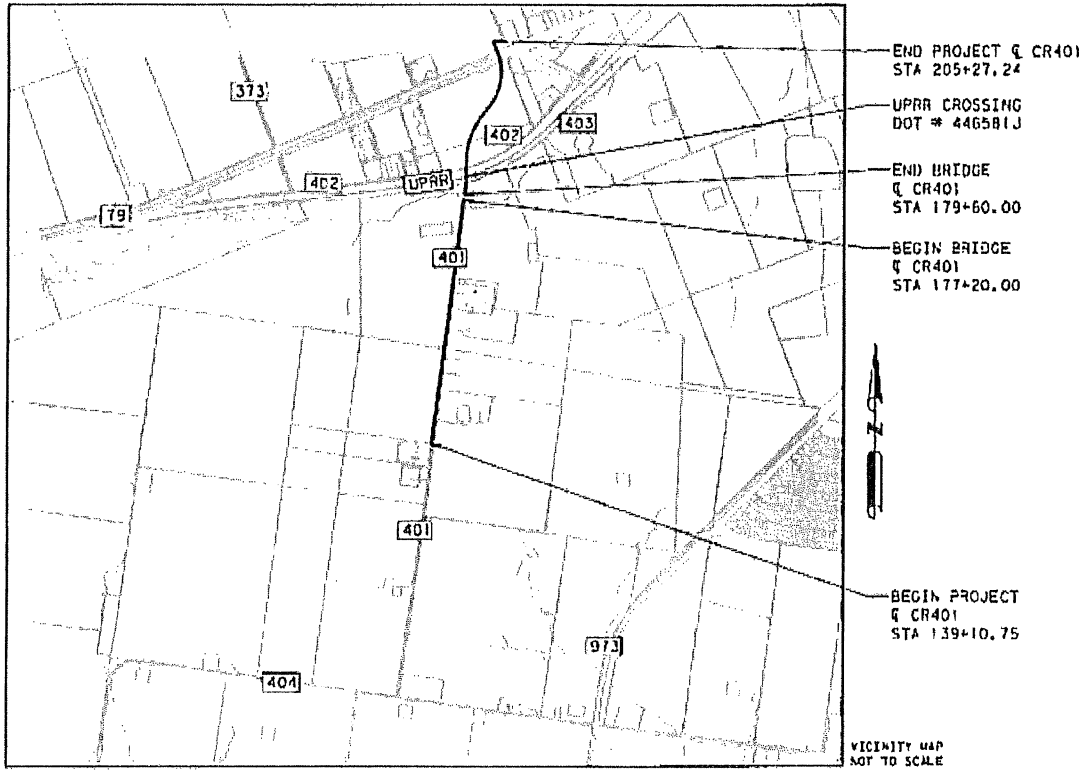 END PROJECT ℄ CR401
STA 205+27.24
UPRR CROSSING
DOT # 446581J
END BRIDGE
℄ CR401
STA 179+60.00
BEGIN BRIDGE
℄ CR401
STA 177+20.00
BEGIN PROJECT
℄ CR401
STA 139+10.75
373
402
403
402
UPRR
79
401
401
973
404
N
VICINITY MAP
NOT TO SCALE